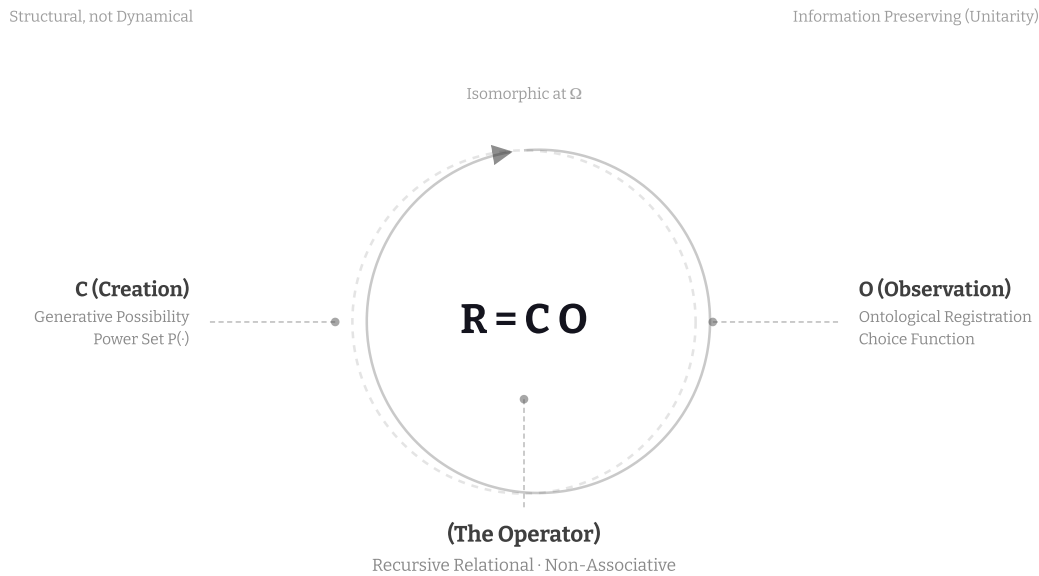 Structural, not Dynamical
Information Preserving (Unitarity)
Isomorphic at Ω
C (Creation)
Generative Possibility
Power Set P(·)
R = C O
O (Observation)
Ontological Registration
Choice Function
(The Operator)
Recursive Relational · Non-Associative